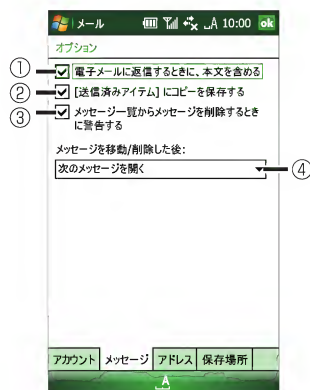 メール
A 10:00 ok
オプション
① 電子メールに返信するときに、本文を含める
② [送信済みアイテム] にコピーを保存する
③ メッセージ一覧からメッセージを削除するとき
に警告する
メッセージを移動/削除した後:
次のメッセージを開く ④
アカウント メッセージ アドレス 保存場所
A